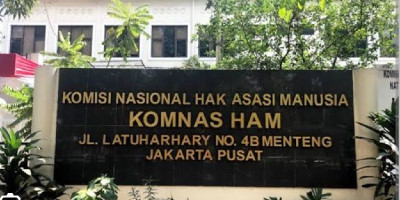 KOMISI NASIONAL HAK ASASI MANUSIA
KOMNAS HAM
JL. LATUHARHARY NO. 4B MENTENG
JAKARTA PUSAT